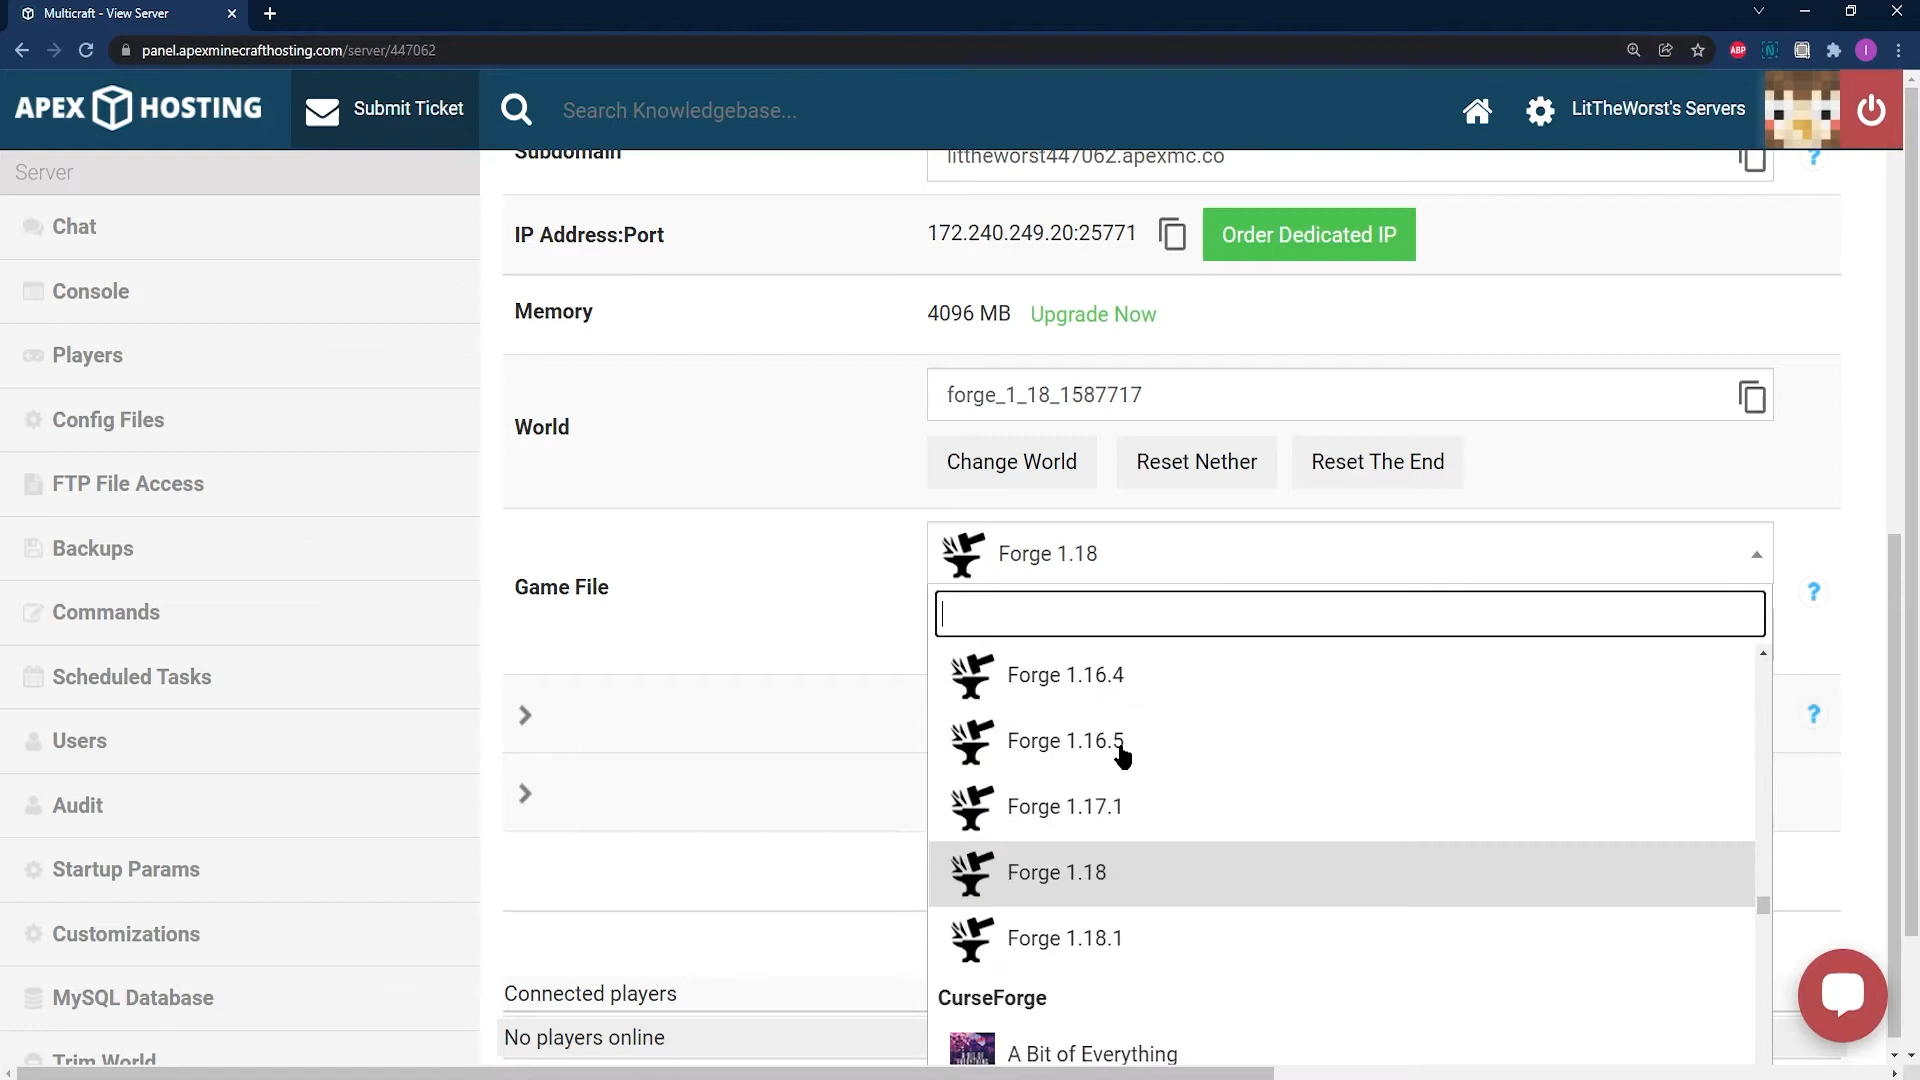 Multicraft - View Server
panel.apexminecrafthosting.com/server/447062
ABP
I
APEX HOSTING
Submit Ticket
Search Knowledgebase...
LitTheWorst's Servers
Server
Chat
Console
Players
Config Files
FTP File Access
Backups
Commands
Scheduled Tasks
Users
Audit
Startup Params
Customizations
MySQL Database
Trim World
Subdomain
littheworst447062.apexmc.co
?
IP Address:Port
172.240.249.20:25771
Order Dedicated IP
Memory
4096 MB
Upgrade Now
World
forge_1_18_1587717
Change World
Reset Nether
Reset The End
Game File
Forge 1.18
?
Forge 1.16.4
Forge 1.16.5
?
Forge 1.17.1
Forge 1.18
Forge 1.18.1
CurseForge
A Bit of Everything
Connected players
No players online